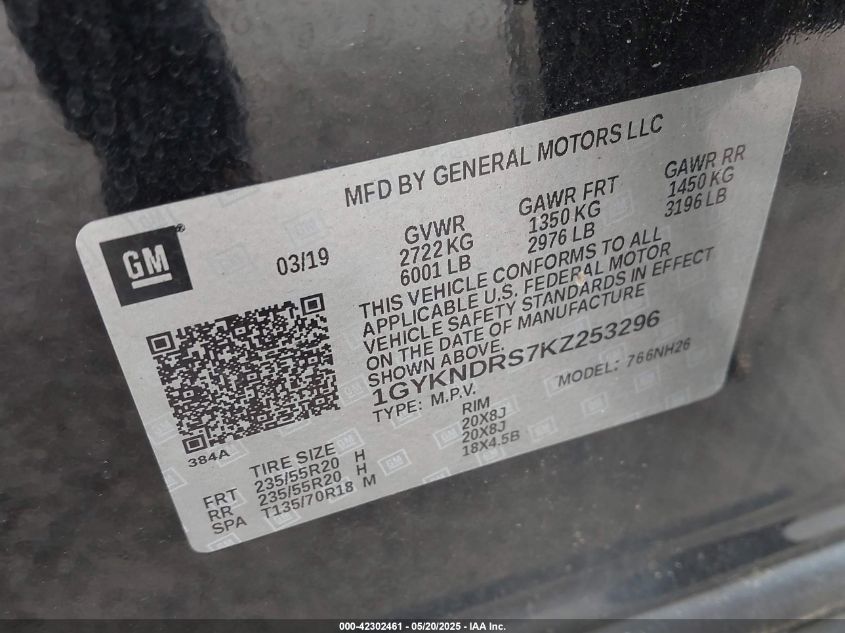 MFD BY GENERAL MOTORS LLC
GM®
03/19
GVWR
2722 KG
6001 LB
GAWR FRT
1350 KG
2976 LB
GAWR RR
1450 KG
3196 LB
THIS VEHICLE CONFORMS TO ALL
APPLICABLE U.S. FEDERAL MOTOR
VEHICLE SAFETY STANDARDS IN EFFECT
ON THE DATE OF MANUFACTURE
SHOWN ABOVE.
1GYKNDRS7KZ253296
TYPE: M.P.V.
MODEL: 766NH26
384A
TIRE SIZE RIM
FRT 235/55R20 H 20X8J
RR 235/55R20 H 20X8J
SPA T135/70R18 M 18X4.5B
000-42302461 - 05/20/2025 - IAA Inc.